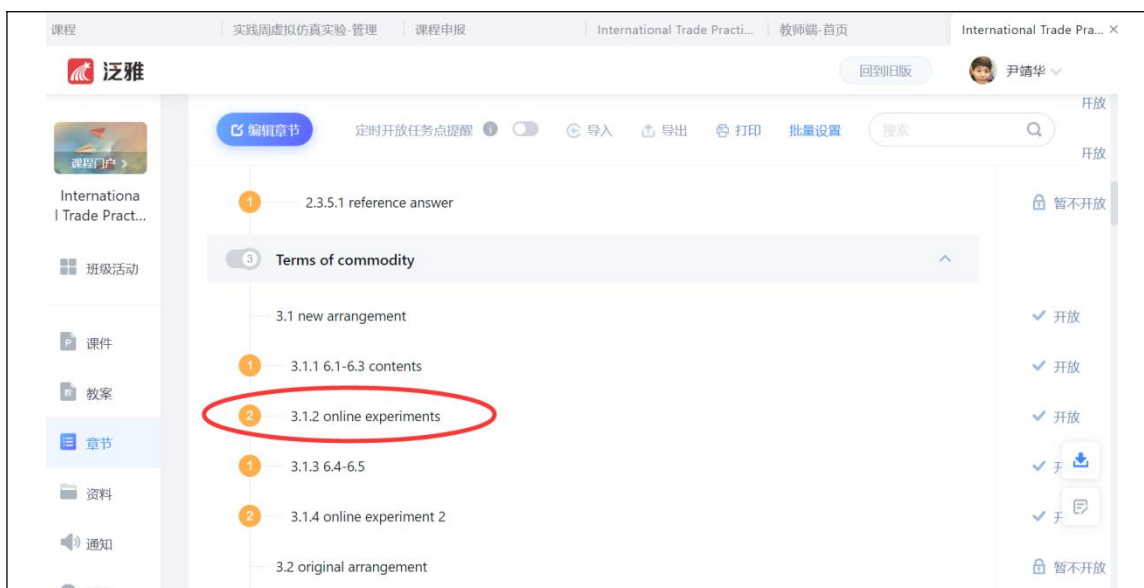 课程
实践周虚拟仿真实验-管理
课程申报
International Trade Practi...
教师端-首页
International Trade Pra... ×
泛雅
回到旧版
尹靖华
编辑章节
定时开放任务点提醒
导入
导出
打印
批量设置
搜索
开放
开放
课程门户 >
Internationa
l Trade Pract...
班级活动
课件
教案
章节
资料
通知
1 2.3.5.1 reference answer 暂不开放
3 Terms of commodity
3.1 new arrangement 开放
1 3.1.1 6.1-6.3 contents 开放
2 3.1.2 online experiments 开放
1 3.1.3 6.4-6.5 开
2 3.1.4 online experiment 2 开
3.2 original arrangement 暂不开放